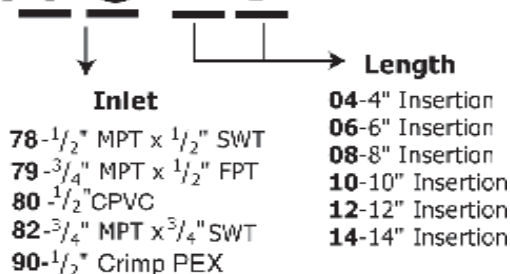 Inlet
78-1/2" MPT x 1/2" SWT
79-3/4" MPT x 1/2" FPT
80 -1/2"CPVC
82-3/4" MPT x3/4"SWT
90-1/2" Crimp PEX
Length
04-4" Insertion
06-6" Insertion
08-8" Insertion
10-10" Insertion
12-12" Insertion
14-14" Insertion